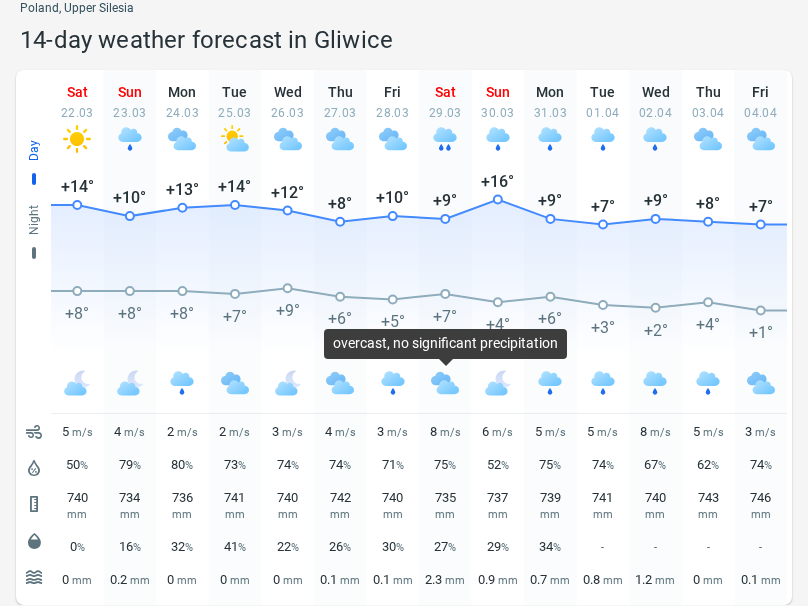 Poland, Upper Silesia
14-day weather forecast in Gliwice
Sat Sun Mon Tue Wed Thu Fri Sat Sun Mon Tue Wed Thu Fri
22.03 23.03 24.03 25.03 26.03 27.03 28.03 29.03 30.03 31.03 01.04 02.04 03.04 04.04
Day
+14° +10° +13° +14° +12° +8° +10° +9° +16° +9° +7° +9° +8° +7°
Night
+8° +8° +8° +7° +9° +6° +5° +7° +4° +6° +3° +2° +4° +1°
overcast, no significant precipitation
5 m/s 4 m/s 2 m/s 2 m/s 3 m/s 4 m/s 3 m/s 8 m/s 6 m/s 5 m/s 5 m/s 8 m/s 5 m/s 3 m/s
50% 79% 80% 73% 74% 74% 71% 75% 52% 75% 74% 67% 62% 74%
740 734 736 741 740 742 740 735 737 739 741 740 743 746
mm mm mm mm mm mm mm mm mm mm mm mm mm mm
0% 16% 32% 41% 22% 26% 30% 27% 29% 34% - - - -
0 mm 0.2 mm 0 mm 0 mm 0 mm 0.1 mm 0.1 mm 2.3 mm 0.9 mm 0.7 mm 0.8 mm 1.2 mm 0 mm 0.1 mm